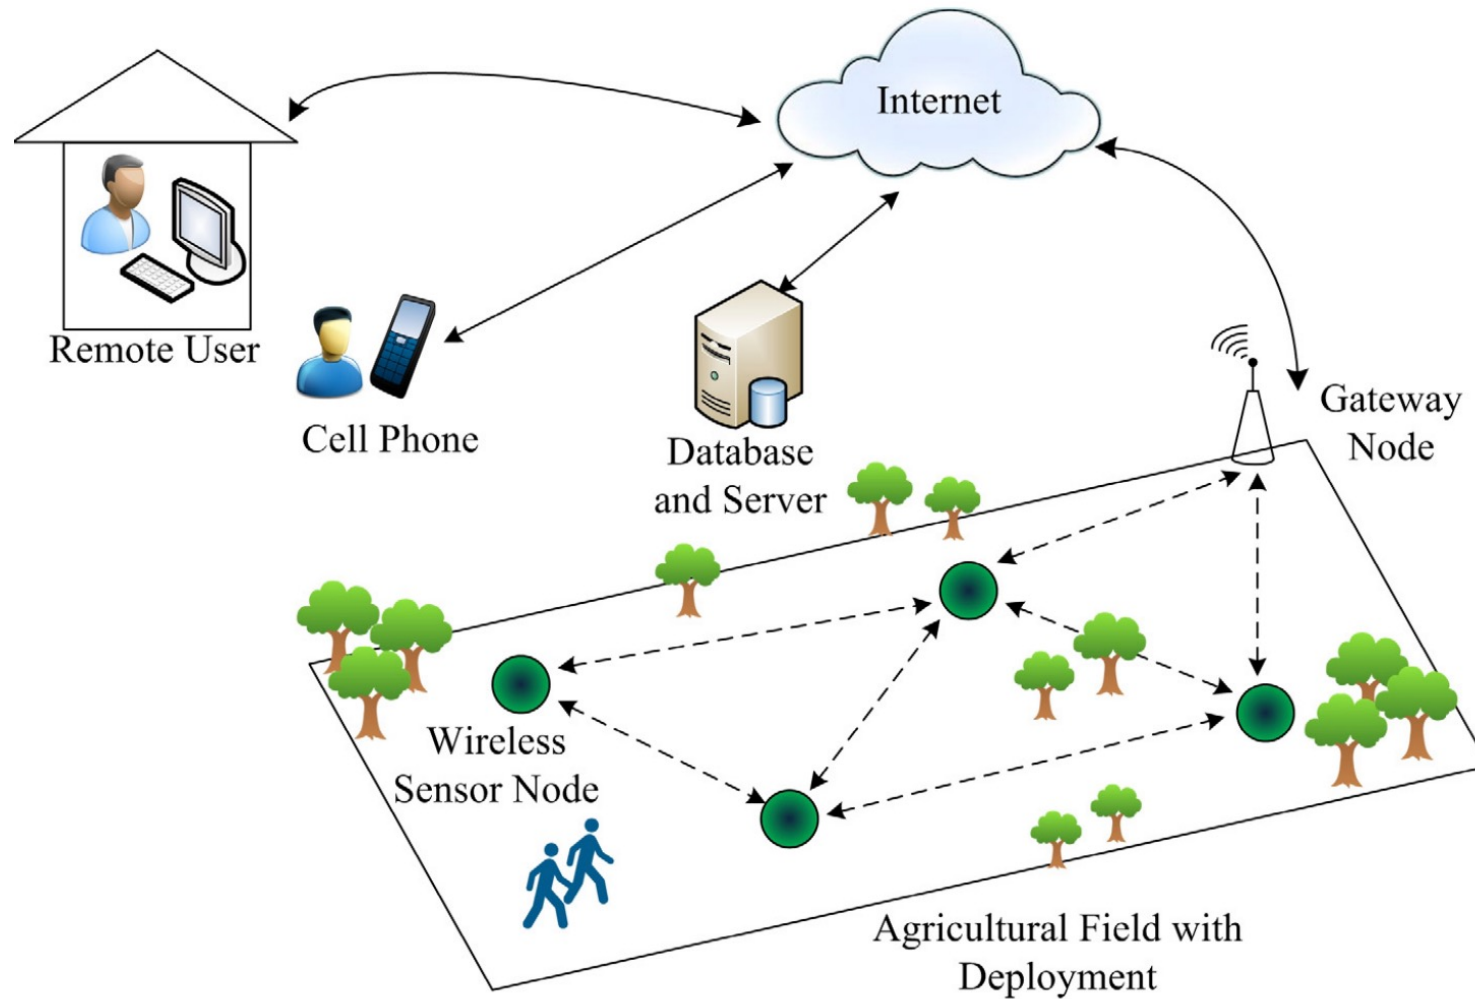 Internet
Remote User
Cell Phone
Database
and Server
Gateway
Node
Wireless
Sensor Node
Agricultural Field with
Deployment